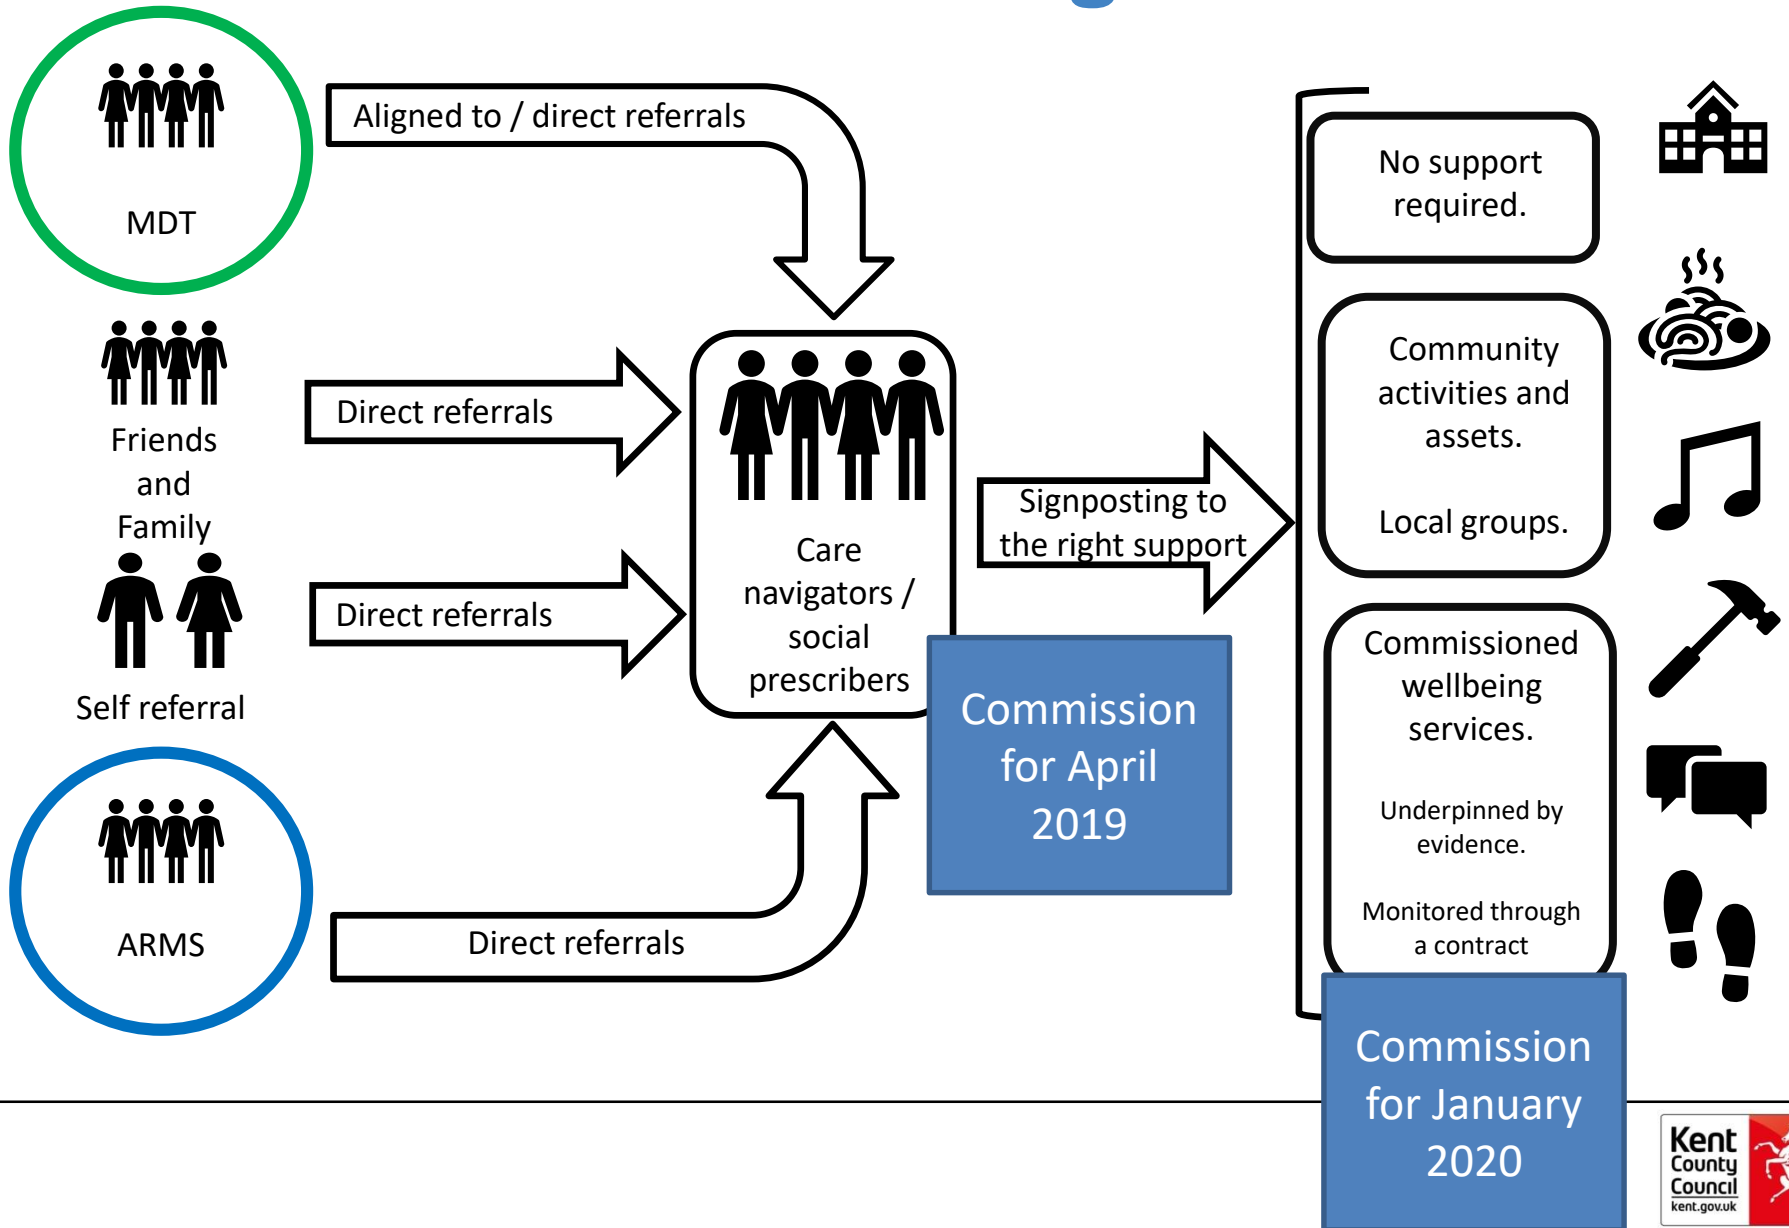 Aligned to / direct referrals
MDT
Friends
and
Family
Direct referrals
Self referral
Direct referrals
ARMS
Direct referrals
Care
navigators /
social
prescribers
Commission
for April
2019
Signposting to
the right support
No support
required.
Community
activities and
assets.
Local groups.
Commissioned
wellbeing
services.
Underpinned by
evidence.
Monitored through
a contract
Commission
for January
2020
Kent
County
Council
kent.gov.uk